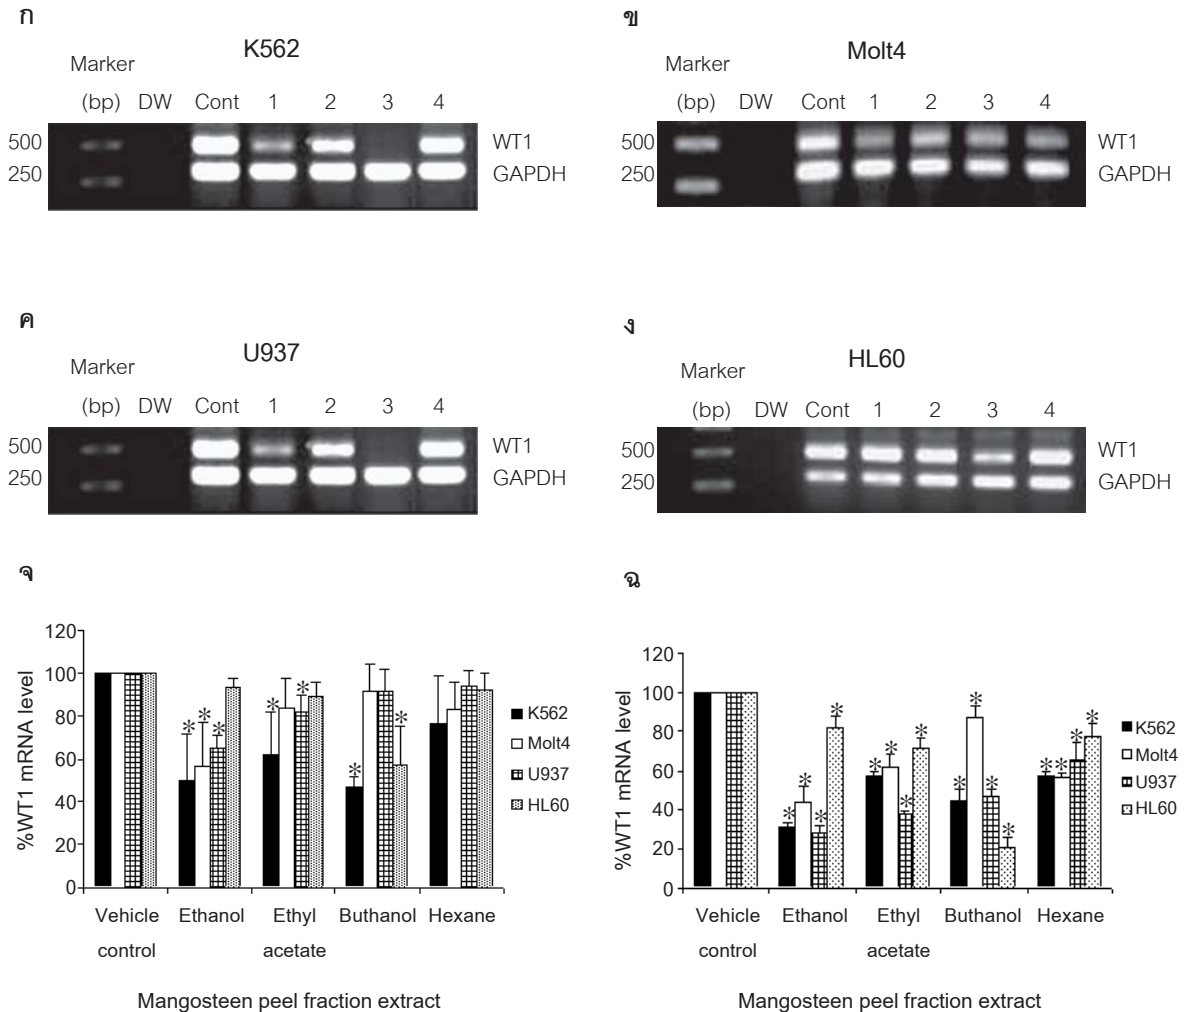 ก
K562
Marker
(bp) DW Cont 1 2 3 4
500 WT1
250 GAPDH
ข
Molt4
Marker
(bp) DW Cont 1 2 3 4
500 WT1
250 GAPDH
ค
U937
Marker
(bp) DW Cont 1 2 3 4
500 WT1
250 GAPDH
ง
HL60
Marker
(bp) DW Cont 1 2 3 4
500 WT1
250 GAPDH
จ
%WT1 mRNA level
120
100
80
60
40
20
0
* * * * * * *
K562
Molt4
U937
HL60
Vehicle control
Ethanol
Ethyl acetate
Buthanol
Hexane
Mangosteen peel fraction extract
ฉ
%WT1 mRNA level
120
100
80
60
40
20
0
* * * * * * * * * * * * * * * *
K562
Molt4
U937
HL60
Vehicle control
Ethanol
Ethyl acetate
Buthanol
Hexane
Mangosteen peel fraction extract